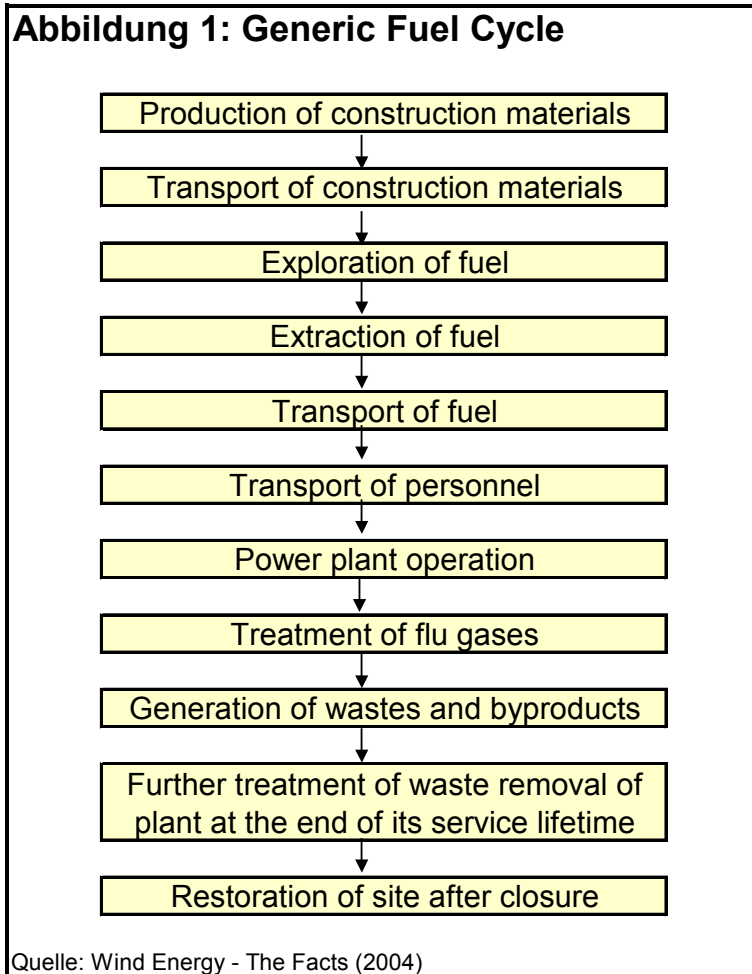 Abbildung 1: Generic Fuel Cycle
Production of construction materials
Transport of construction materials
Exploration of fuel
Extraction of fuel
Transport of fuel
Transport of personnel
Power plant operation
Treatment of flu gases
Generation of wastes and byproducts
Further treatment of waste removal of
plant at the end of its service lifetime
Restoration of site after closure
Quelle: Wind Energy - The Facts (2004)